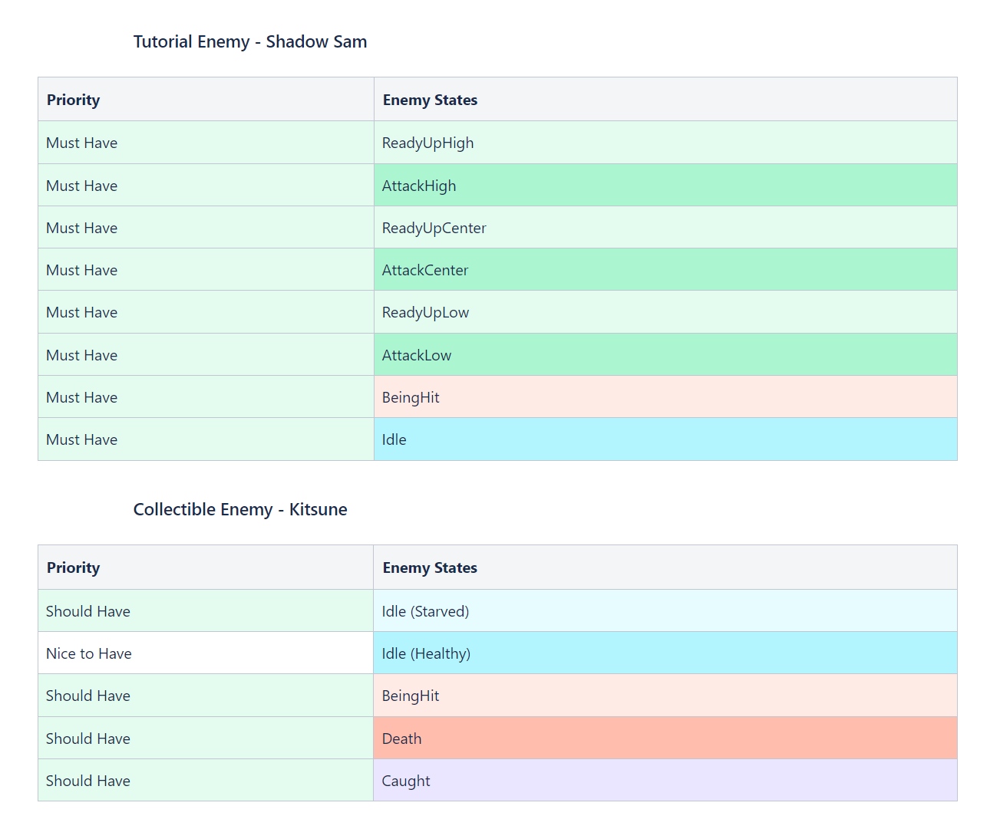 Tutorial Enemy - Shadow Sam
Priority Enemy States
Must Have ReadyUpHigh
Must Have AttackHigh
Must Have ReadyUpCenter
Must Have AttackCenter
Must Have ReadyUpLow
Must Have AttackLow
Must Have BeingHit
Must Have Idle
Collectible Enemy - Kitsune
Priority Enemy States
Should Have Idle (Starved)
Nice to Have Idle (Healthy)
Should Have BeingHit
Should Have Death
Should Have Caught